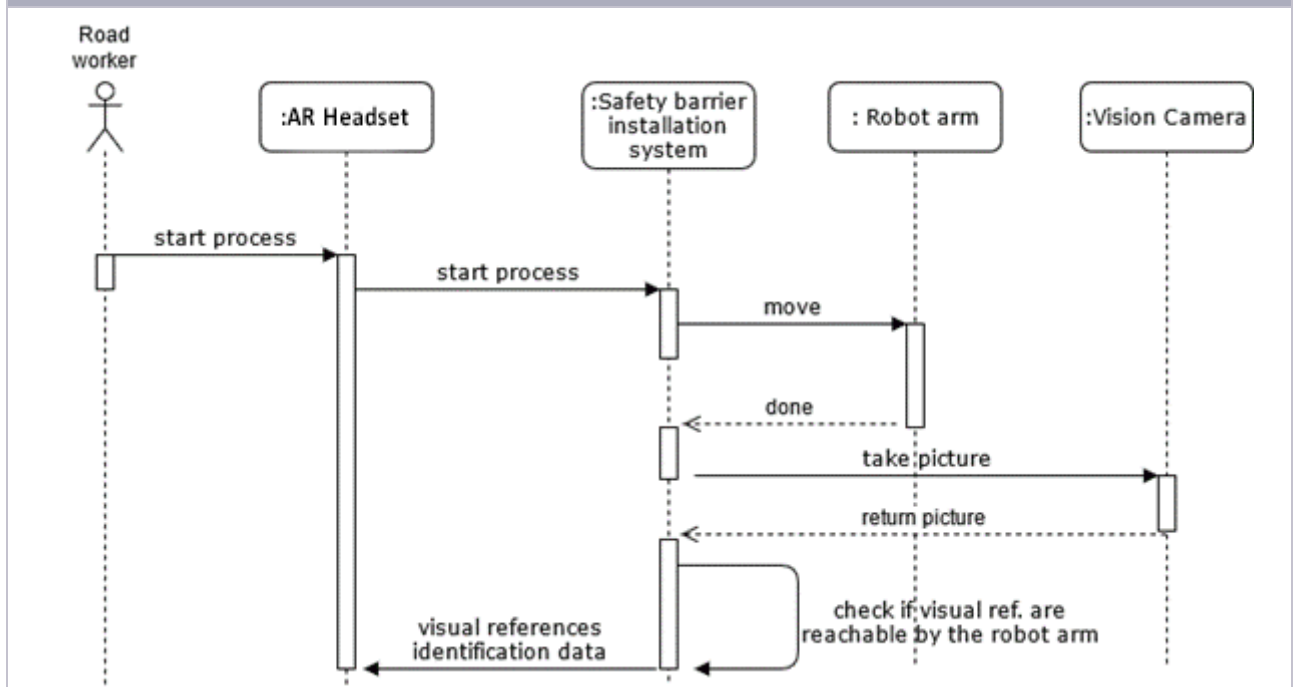 Road
worker
:AR Headset
:Safety barrier
installation
system
: Robot arm
:Vision Camera
start process
start process
move
done
take picture
return picture
check if visual ref. are
reachable by the robot arm
visual references
identification data